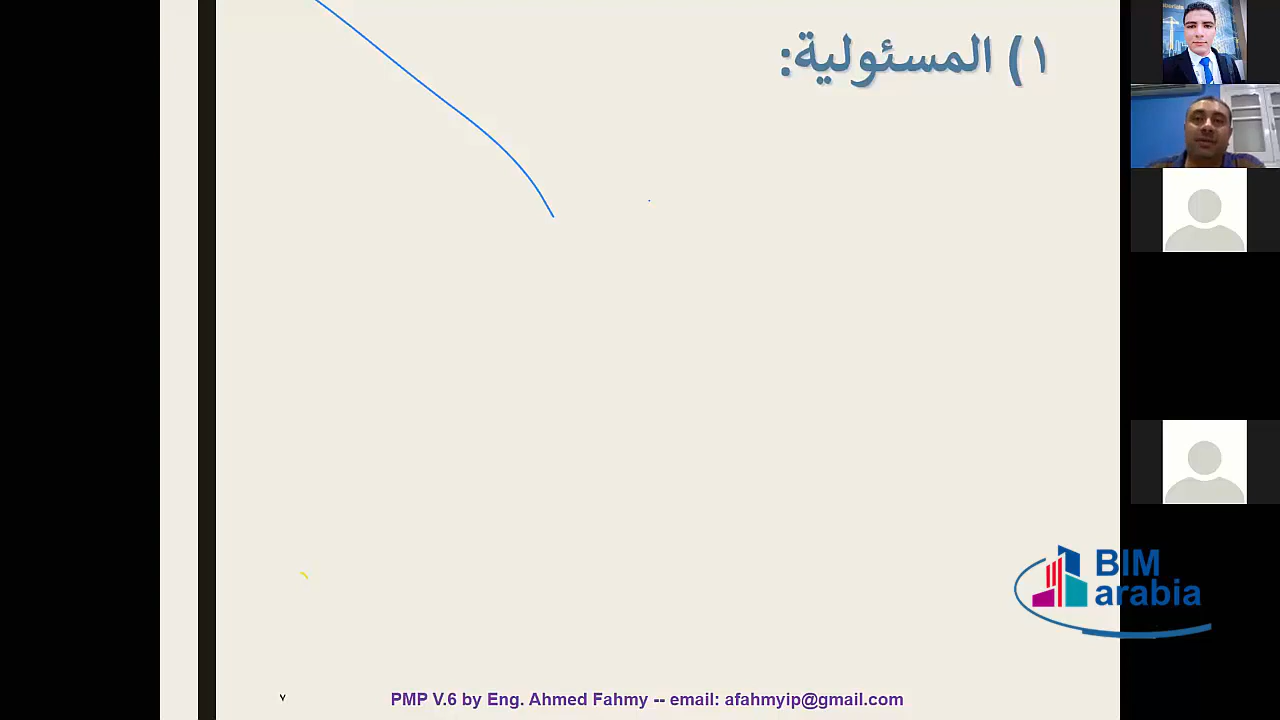 ١) المسئولية:
BIM
arabia
٧
PMP V.6 by Eng. Ahmed Fahmy -- email: afahmyip@gmail.com